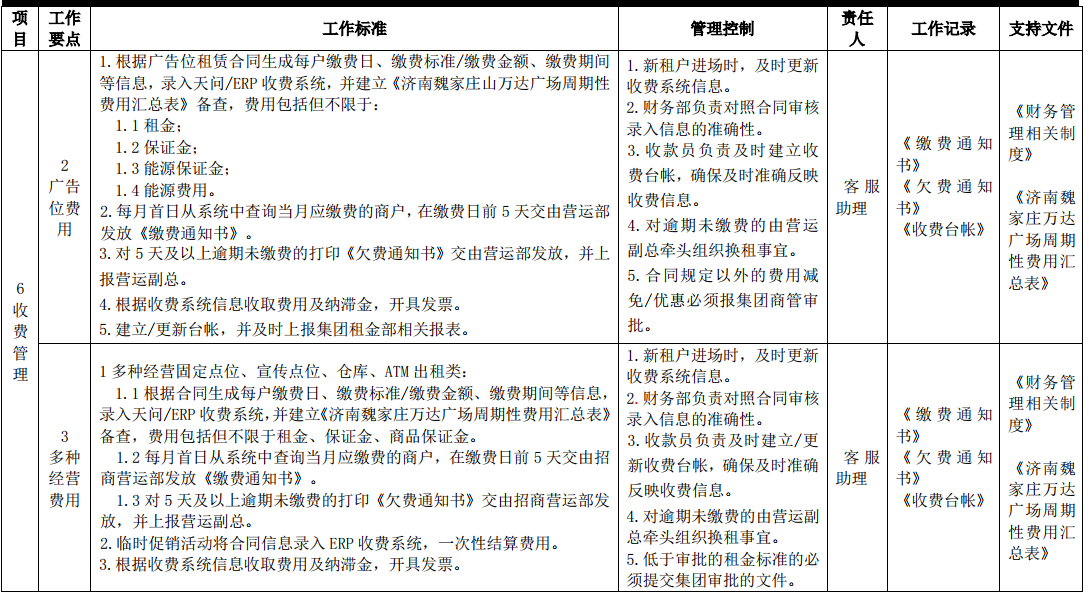 项目
工作要点
工作标准
管理控制
责任人
工作记录
支持文件
6
收
费
管
理
2
广告
位费
用
1.根据广告位租赁合同生成每户缴费日、缴费标准/缴费金额、缴费期间
等信息，录入天问/ERP 收费系统，并建立《济南魏家庄山万达广场周期性
费用汇总表》备查，费用包括但不限于：
1.1 租金；
1.2 保证金；
1.3 能源保证金；
1.4 能源费用。
2.每月首日从系统中查询当月应缴费的商户，在缴费日前 5 天交由营运部
发放《缴费通知书》。
3.对 5 天及以上逾期未缴费的打印《欠费通知书》交由营运部发放，并上
报营运副总。
4.根据收费系统信息收取费用及纳滞金，开具发票。
5.建立/更新台帐，并及时上报集团租金部相关报表。
1.新租户进场时，及时更新
收费系统信息。
2.财务部负责对照合同审核
录入信息的准确性。
3.收款员负责及时建立收
费台帐，确保及时准确反映
收费信息。
4.对逾期未缴费的由营运
副总牵头组织换租事宜。
5.合同规定以外的费用减
免/优惠必须报集团商管审
批。
客服
助理
《缴费通知
书》
《欠费通知
书》
《收费台帐》
《财务管
理相关制
度》
《济南魏
家庄万达
广场周期
性费用汇
总表》
3
多种
经营
费用
1 多种经营固定点位、宣传点位、仓库、ATM 出租类：
1.1 根据合同生成每户缴费日、缴费标准/缴费金额、缴费期间等信息，
录入天问/ERP 收费系统，并建立《济南魏家庄万达广场周期性费用汇总表》
备查，费用包括但不限于租金、保证金、商品保证金。
1.2 每月首日从系统中查询当月应缴费的商户，在缴费日前 5 天交由招
商营运部发放《缴费通知书》。
1.3 对 5 天及以上逾期未缴费的打印《欠费通知书》交由招商营运部发
放，并上报营运副总。
2.临时促销活动将合同信息录入 ERP 收费系统，一次性结算费用。
3.根据收费系统信息收取费用及纳滞金，开具发票。
1.新租户进场时，及时更新
收费系统信息。
2.财务部负责对照合同审核
录入信息的准确性。
3.收款员负责及时建立/更
新收费台帐，确保及时准确
反映收费信息。
4.对逾期未缴费的由营运副
总牵头组织换租事宜。
5.低于审批的租金标准的必
须提交集团审批的文件。
客服
助理
《缴费通知
书》
《欠费通知
书》
《收费台帐》
《财务管
理相关制
度》
《济南魏
家庄万达
广场周期
性费用汇
总表》